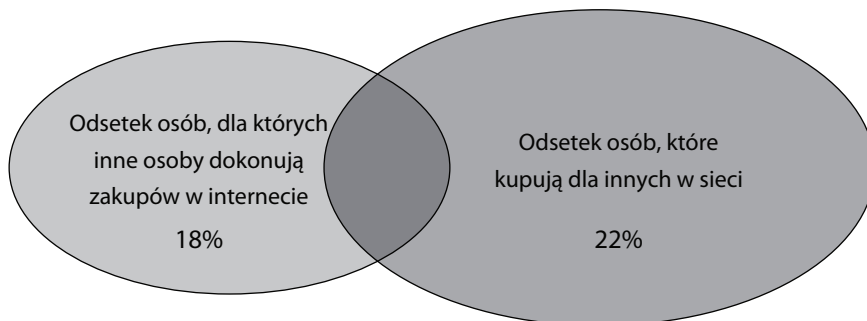 Odsetek osób, dla których
inne osoby dokonują
zakupów w internecie
18%
Odsetek osób, które
kupują dla innych w sieci
22%